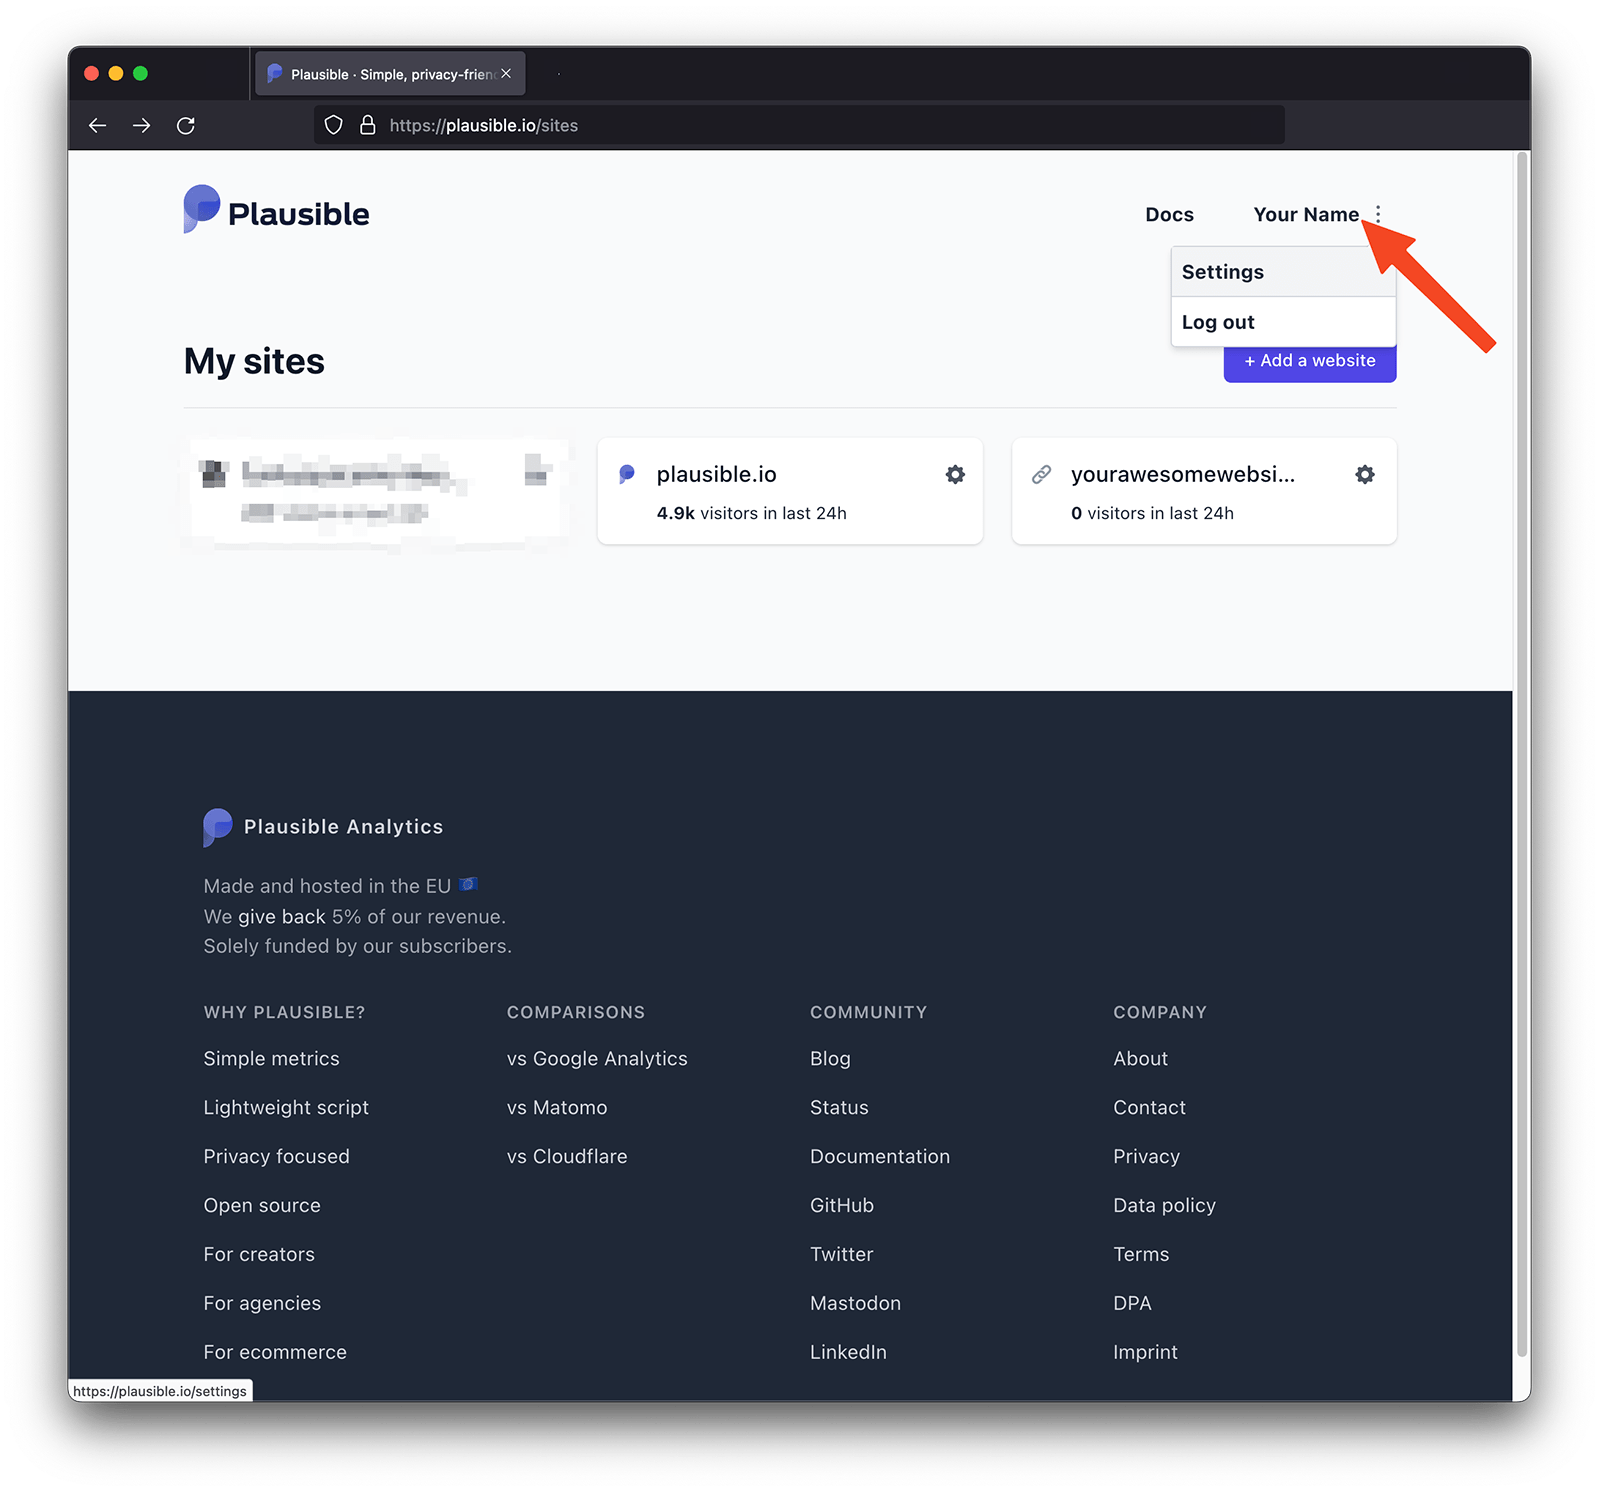 Plausible · Simple, privacy-frien
https://plausible.io/sites
Plausible
Docs
Your Name
Settings
Log out
My sites
+ Add a website
plausible.io
4.9k visitors in last 24h
yourawesomewebsi...
0 visitors in last 24h
Plausible Analytics
Made and hosted in the EU 🇪🇺
We give back 5% of our revenue.
Solely funded by our subscribers.
WHY PLAUSIBLE?
Simple metrics
Lightweight script
Privacy focused
Open source
For creators
For agencies
For ecommerce
COMPARISONS
vs Google Analytics
vs Matomo
vs Cloudflare
COMMUNITY
Blog
Status
Documentation
GitHub
Twitter
Mastodon
LinkedIn
COMPANY
About
Contact
Privacy
Data policy
Terms
DPA
Imprint
https://plausible.io/settings